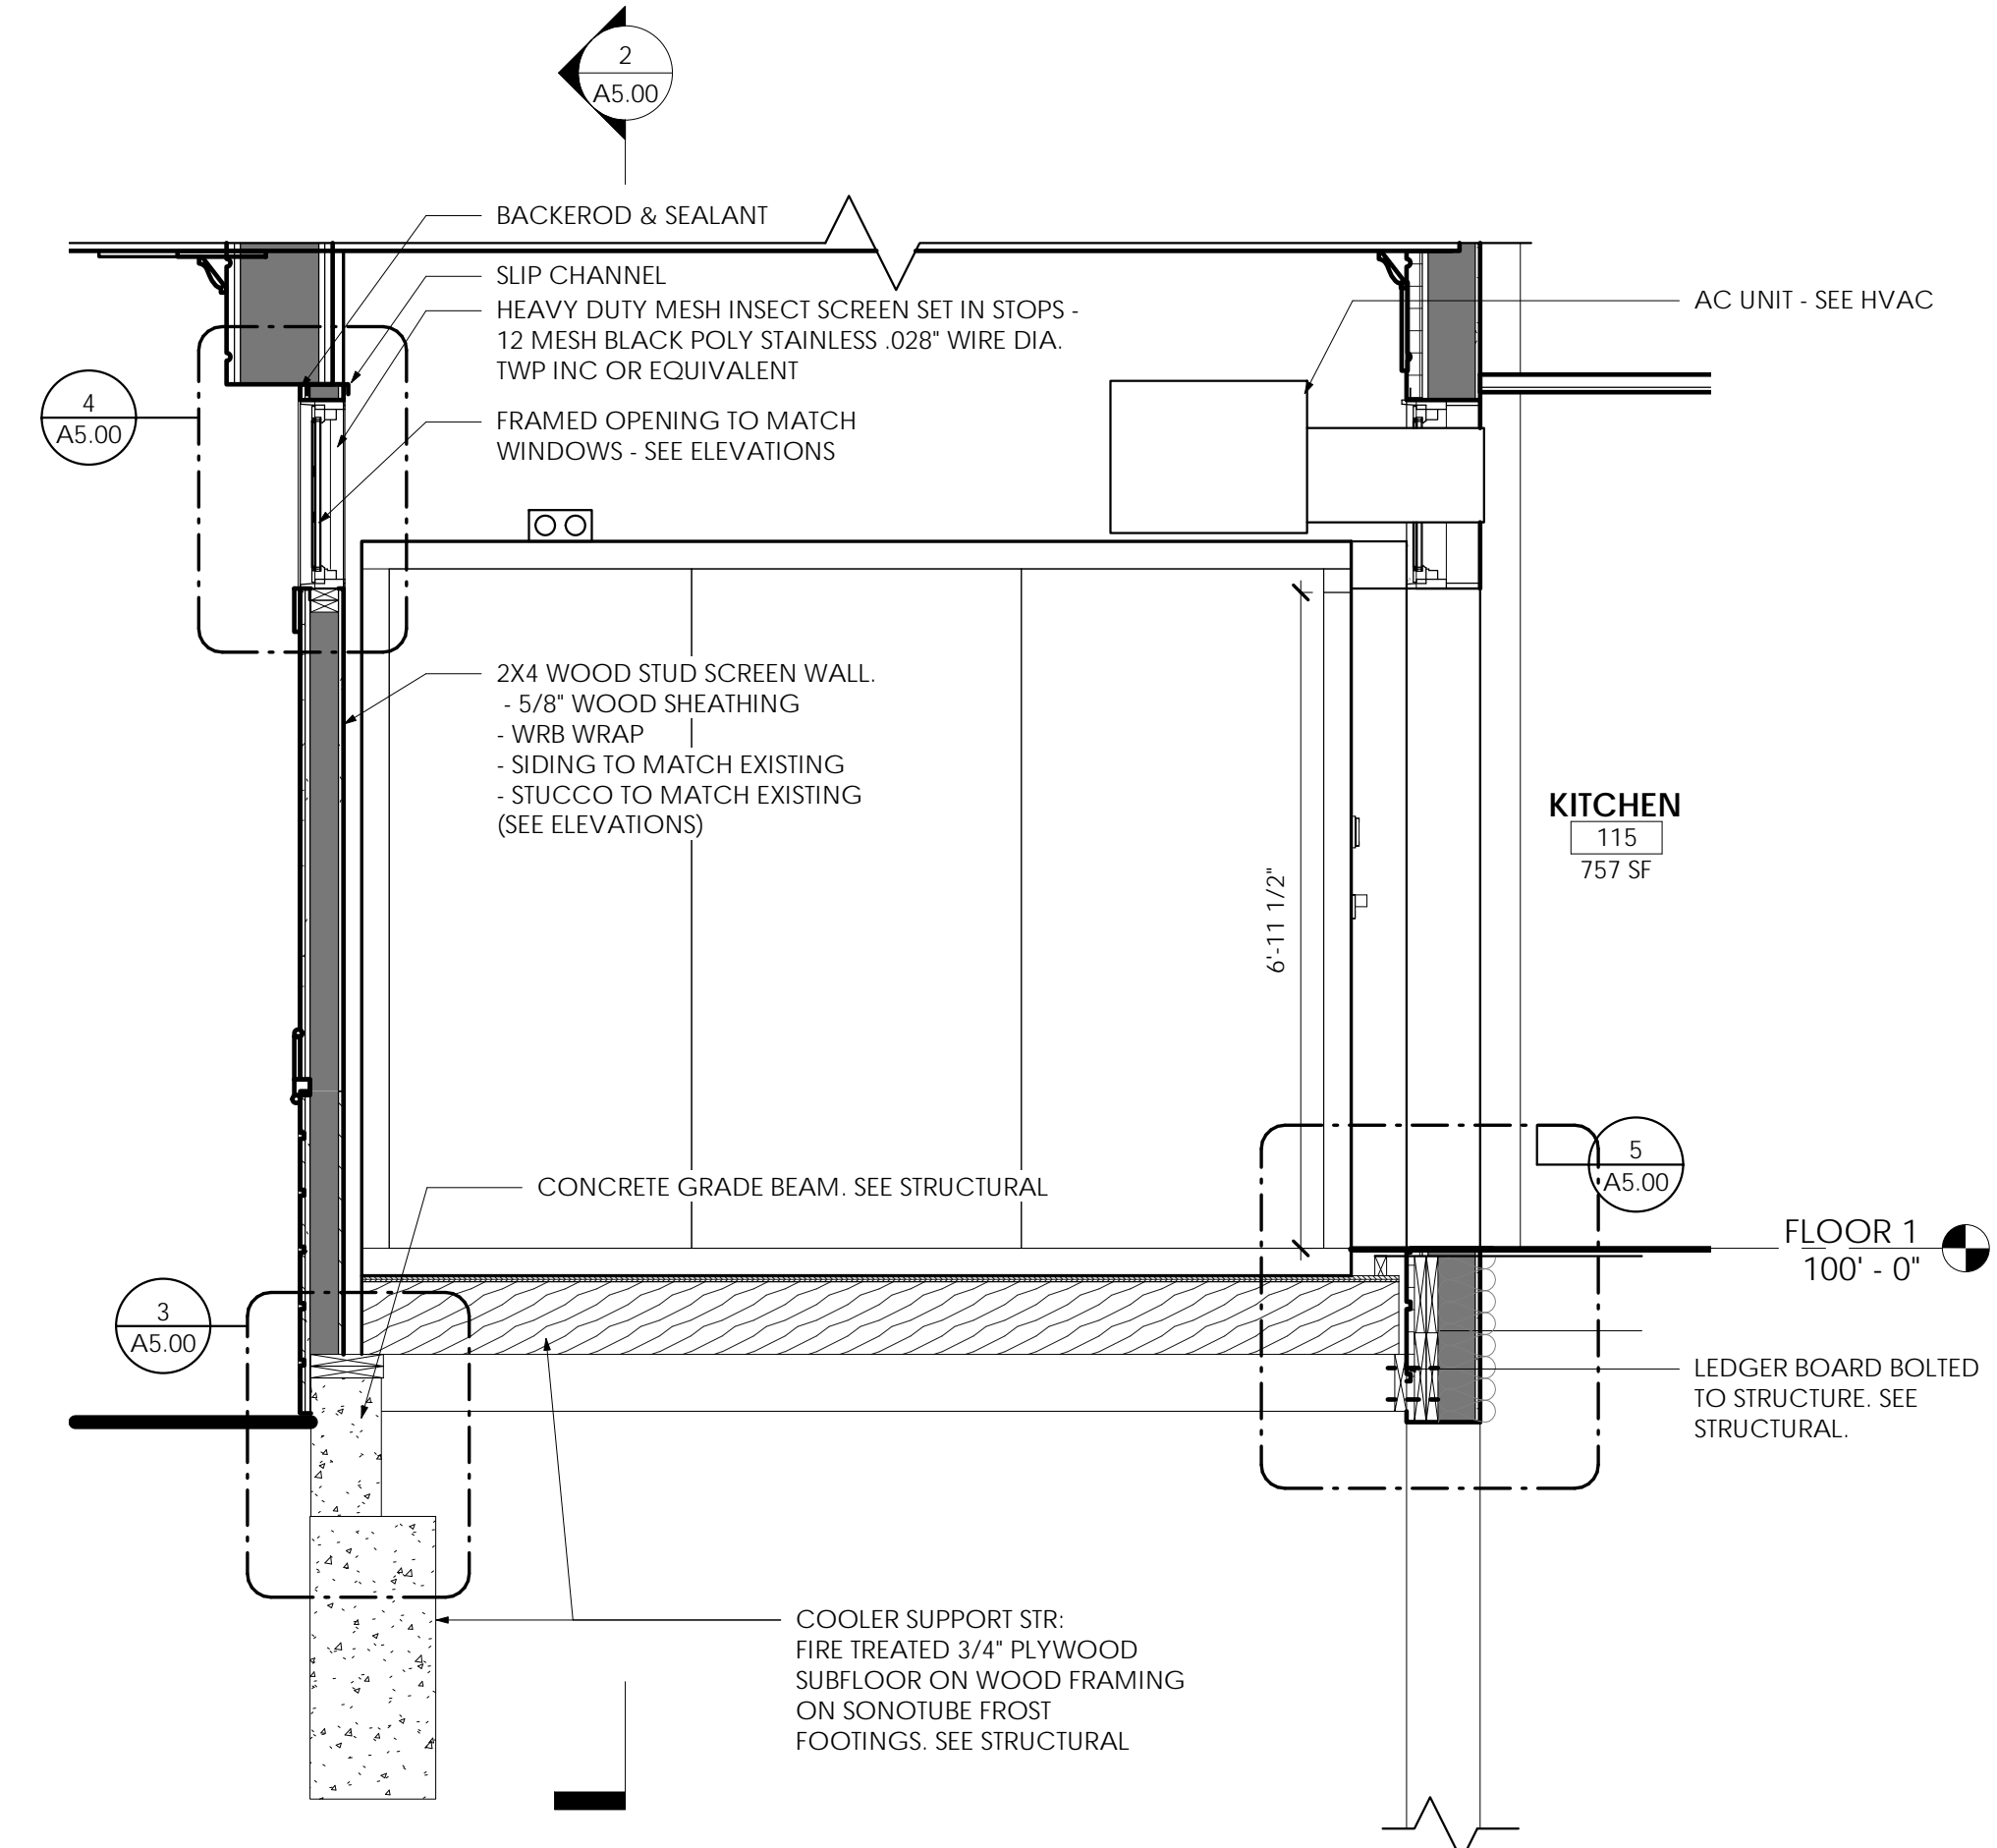 2
A5.00
BACKEROD & SEALANT
SLIP CHANNEL
HEAVY DUTY MESH INSECT SCREEN SET IN STOPS -
12 MESH BLACK POLY STAINLESS .028" WIRE DIA.
TWP INC OR EQUIVALENT
AC UNIT - SEE HVAC
4
A5.00
FRAMED OPENING TO MATCH
WINDOWS - SEE ELEVATIONS
2X4 WOOD STUD SCREEN WALL.
- 5/8" WOOD SHEATHING
- WRB WRAP
- SIDING TO MATCH EXISTING
- STUCCO TO MATCH EXISTING
(SEE ELEVATIONS)
KITCHEN
115
757 SF
6'-11 1/2"
5
A5.00
CONCRETE GRADE BEAM. SEE STRUCTURAL
FLOOR 1
100' - 0"
3
A5.00
LEDGER BOARD BOLTED
TO STRUCTURE. SEE
STRUCTURAL.
COOLER SUPPORT STR:
FIRE TREATED 3/4" PLYWOOD
SUBFLOOR ON WOOD FRAMING
ON SONOTUBE FROST
FOOTINGS. SEE STRUCTURAL